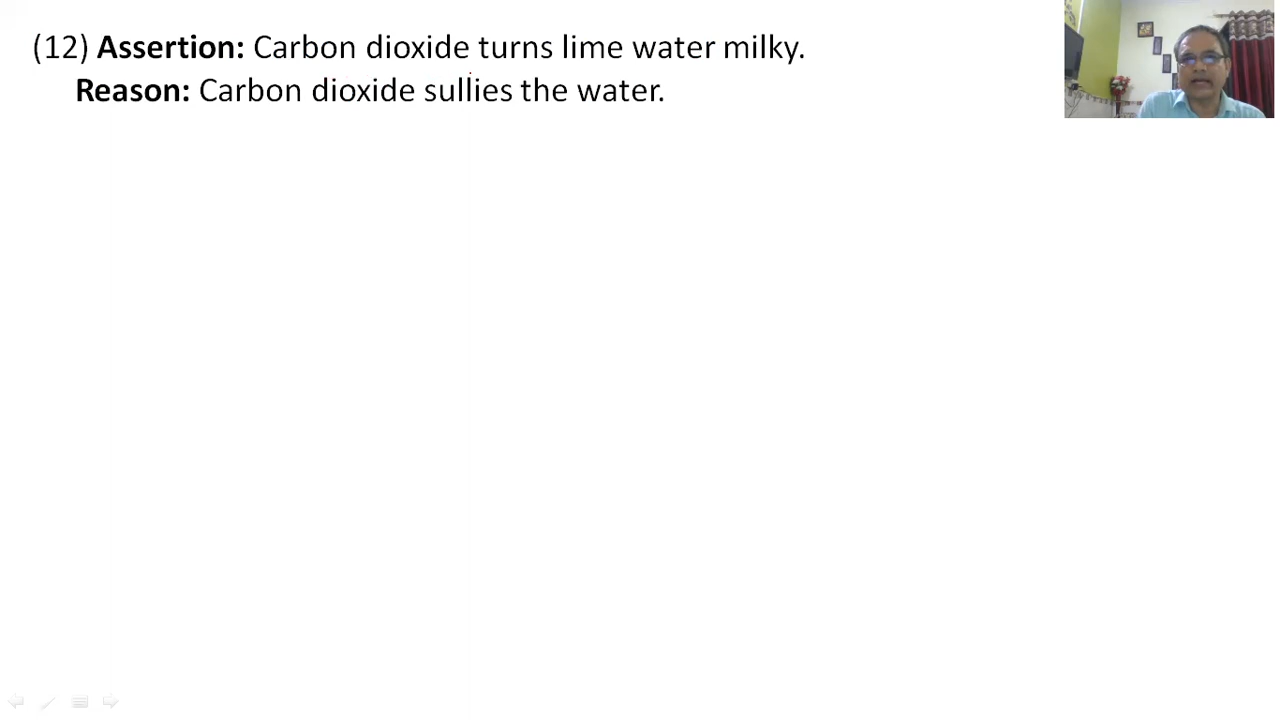 (12) Assertion: Carbon dioxide turns lime water milky.
Reason: Carbon dioxide sullies the water.